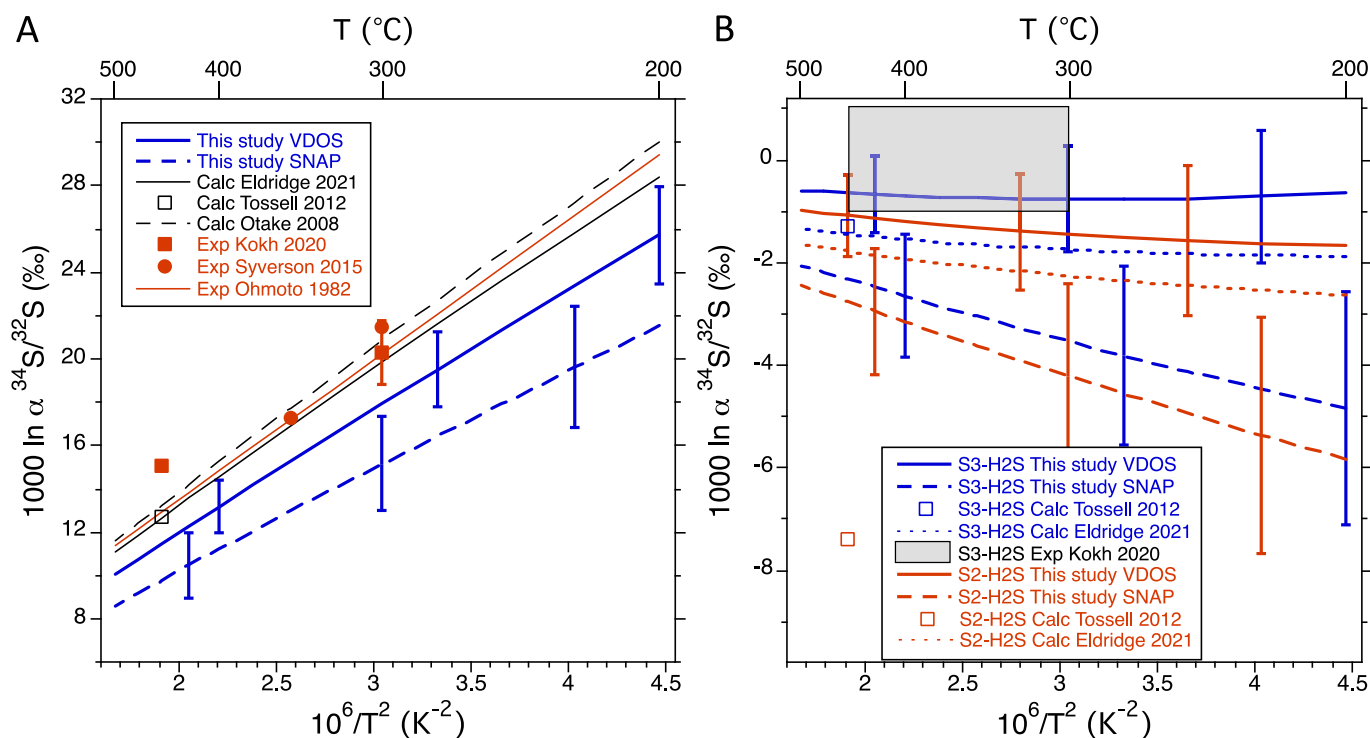 A
T (°C)
500 400 300 200
32
28
24
20
16
12
8
1000 ln α ³⁴S/³²S (‰)
This study VDOS
This study SNAP
Calc Eldridge 2021
Calc Tossell 2012
Calc Otake 2008
Exp Kokh 2020
Exp Syverson 2015
Exp Ohmoto 1982
2 2.5 3 3.5 4 4.5
10⁶/T² (K⁻²)
B
T (°C)
500 400 300 200
0
-2
-4
-6
-8
1000 ln α ³⁴S/³²S (‰)
S3-H2S This study VDOS
S3-H2S This study SNAP
S3-H2S Calc Tossell 2012
S3-H2S Calc Eldridge 2021
S3-H2S Exp Kokh 2020
S2-H2S This study VDOS
S2-H2S This study SNAP
S2-H2S Calc Tossell 2012
S2-H2S Calc Eldridge 2021
2 2.5 3 3.5 4 4.5
10⁶/T² (K⁻²)